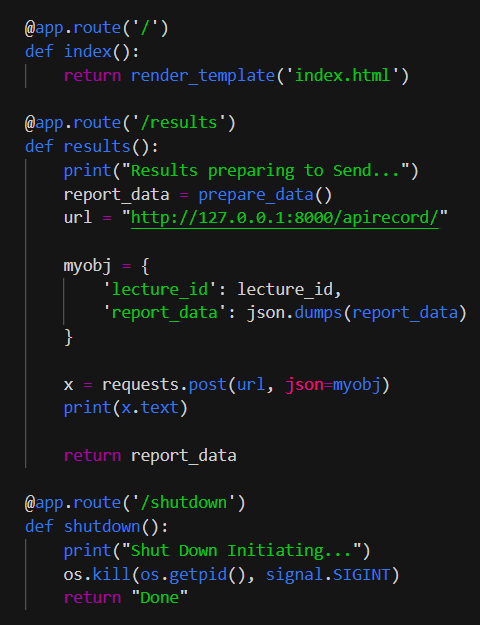 @app.route('/')
def index():
    return render_template('index.html')

@app.route('/results')
def results():
    print("Results preparing to Send...")
    report_data = prepare_data()
    url = "http://127.0.0.1:8000/apirecord/"

    myobj = {
        'lecture_id': lecture_id,
        'report_data': json.dumps(report_data)
    }

    x = requests.post(url, json=myobj)
    print(x.text)

    return report_data

@app.route('/shutdown')
def shutdown():
    print("Shut Down Initiating...")
    os.kill(os.getpid(), signal.SIGINT)
    return "Done"